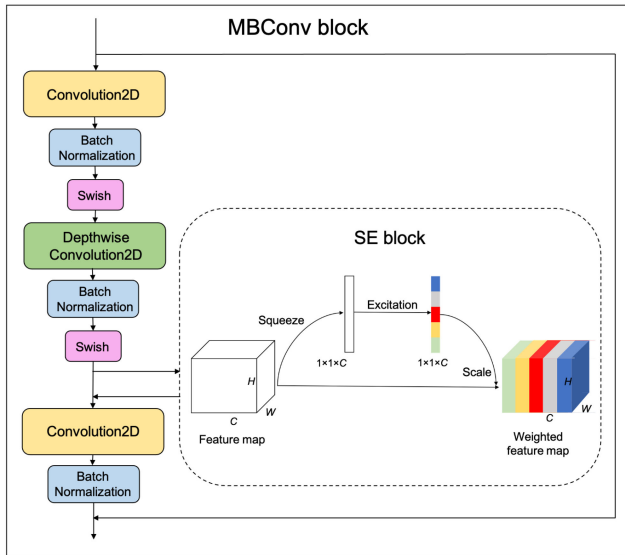 MBConv block
Convolution2D
Batch
Normalization
Swish
Depthwise
Convolution2D
Batch
Normalization
Swish
Convolution2D
Batch
Normalization
SE block
Squeeze
Excitation
1×1×C
1×1×C
Scale
H
W
C
Feature map
H
W
C
Weighted
feature map